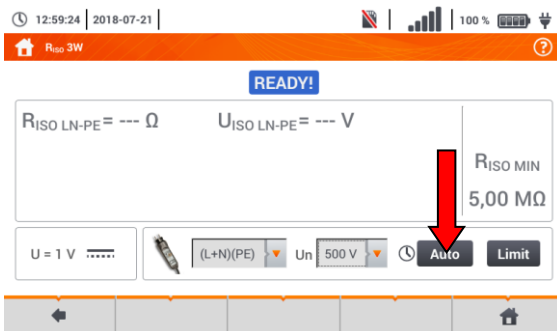 12:59:24 2018-07-21 100 %
RISO 3W ?
READY!
RISO LN-PE= --- Ω UISO LN-PE= --- V
RISO MIN
5,00 MΩ
U = 1 V (L+N)(PE) Un 500 V Auto Limit